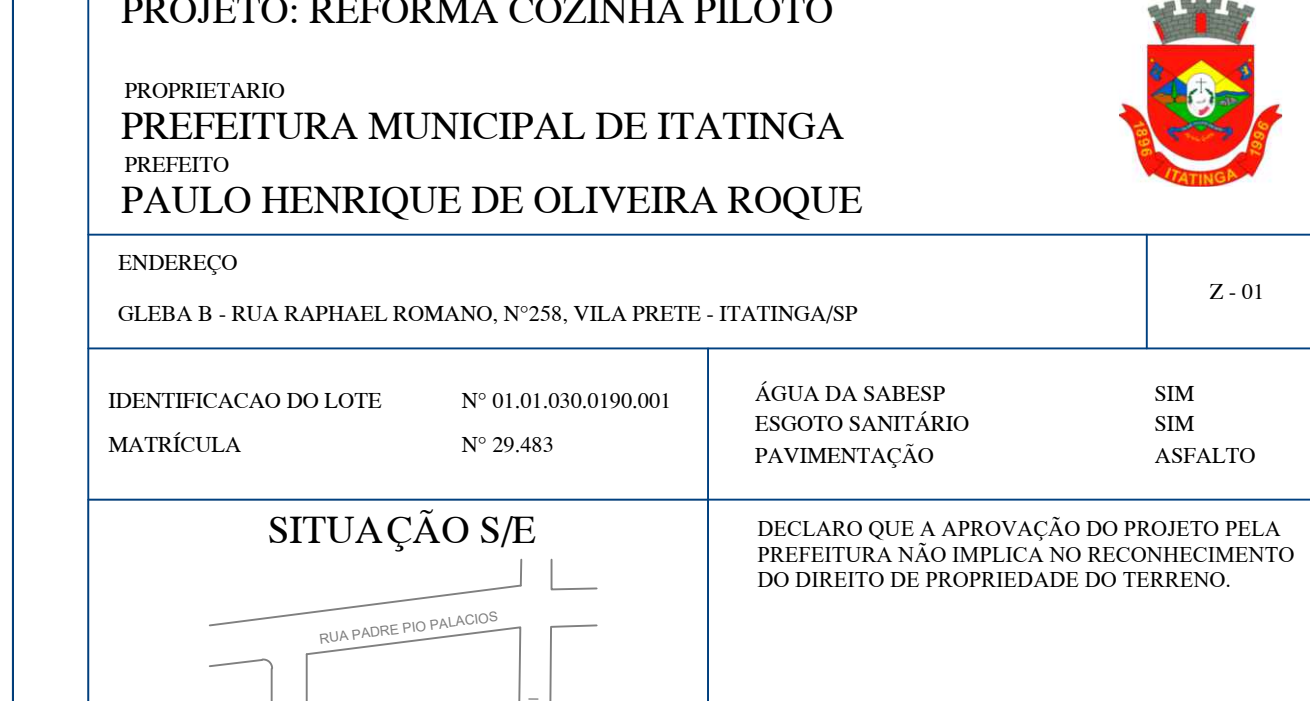 PROJETO: REFORMA COZINHA PILOTO
PROPRIETARIO
PREFEITURA MUNICIPAL DE ITATINGA
PREFEITO
PAULO HENRIQUE DE OLIVEIRA ROQUE
1896
ITATINGA
1996
ENDEREÇO
GLEBA B - RUA RAPHAEL ROMANO, N°258, VILA PRETE - ITATINGA/SP
Z - 01
IDENTIFICACAO DO LOTE N° 01.01.030.0190.001
MATRÍCULA N° 29.483
ÁGUA DA SABESP SIM
ESGOTO SANITÁRIO SIM
PAVIMENTAÇÃO ASFALTO
SITUAÇÃO S/E
RUA PADRE PIO PALACIOS
DECLARO QUE A APROVAÇÃO DO PROJETO PELA
PREFEITURA NÃO IMPLICA NO RECONHECIMENTO
DO DIREITO DE PROPRIEDADE DO TERRENO.